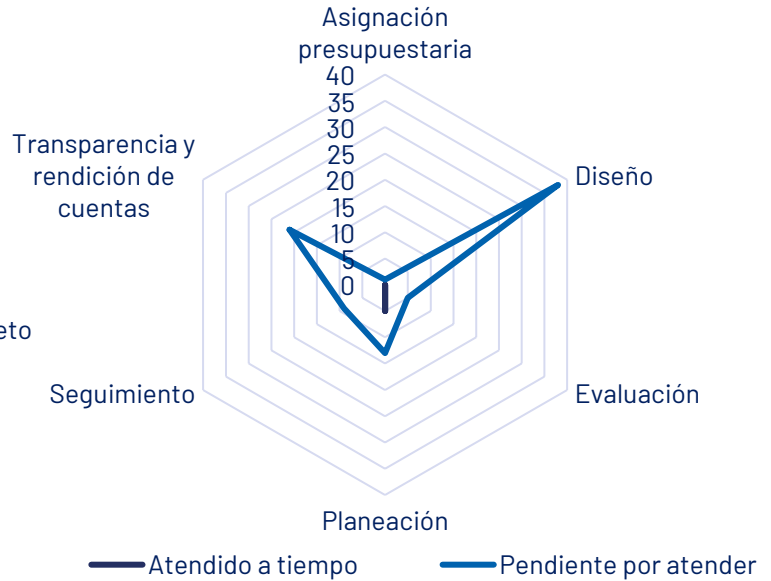 Asignación
presupuestaria
40
35
30
25
20
15
10
5
0
Transparencia y
rendición de
cuentas
Diseño
eto
Seguimiento
Evaluación
Planeación
Atendido a tiempo
Pendiente por atender